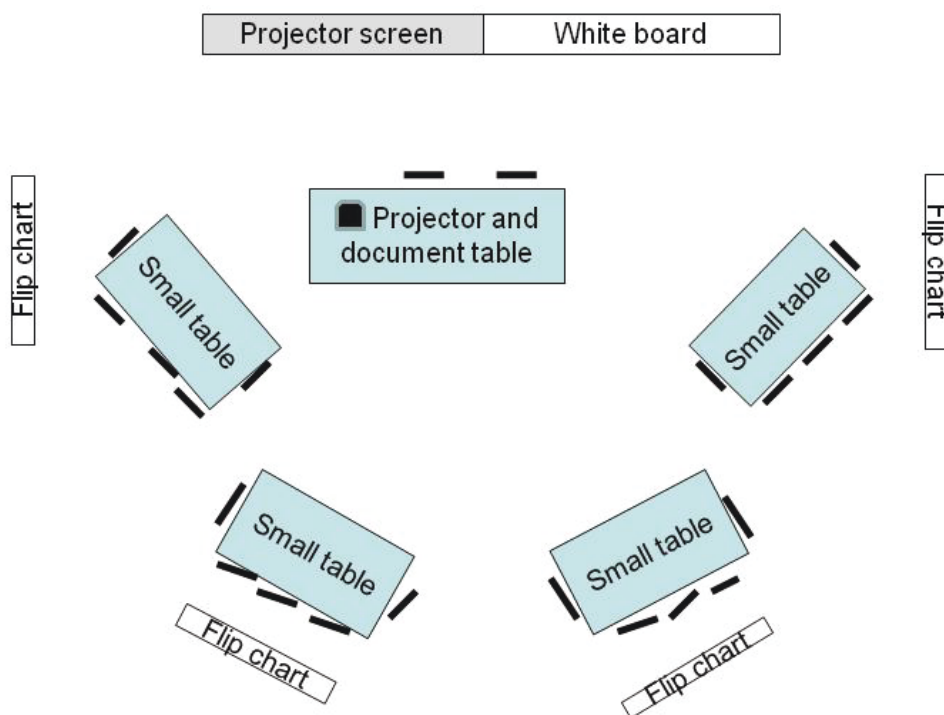 Projector screen
White board
Flip chart
Projector and
document table
Flip chart
Small table
Small table
Small table
Small table
Flip chart
Flip chart